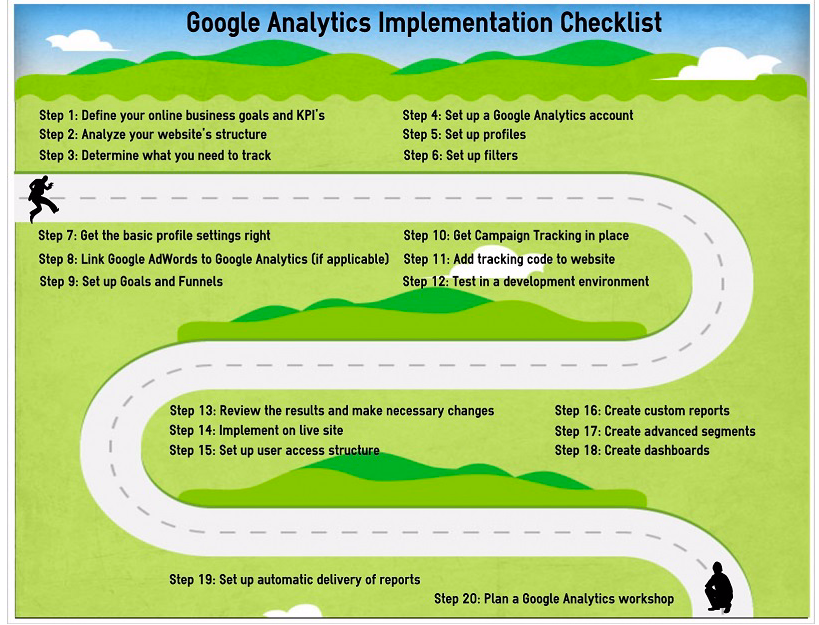 Google Analytics Implementation Checklist
Step 1: Define your online business goals and KPI's
Step 2: Analyze your website's structure
Step 3: Determine what you need to track
Step 4: Set up a Google Analytics account
Step 5: Set up profiles
Step 6: Set up filters
Step 7: Get the basic profile settings right
Step 8: Link Google AdWords to Google Analytics (if applicable)
Step 9: Set up Goals and Funnels
Step 10: Get Campaign Tracking in place
Step 11: Add tracking code to website
Step 12: Test in a development environment
Step 13: Review the results and make necessary changes
Step 14: Implement on live site
Step 15: Set up user access structure
Step 16: Create custom reports
Step 17: Create advanced segments
Step 18: Create dashboards
Step 19: Set up automatic delivery of reports
Step 20: Plan a Google Analytics workshop